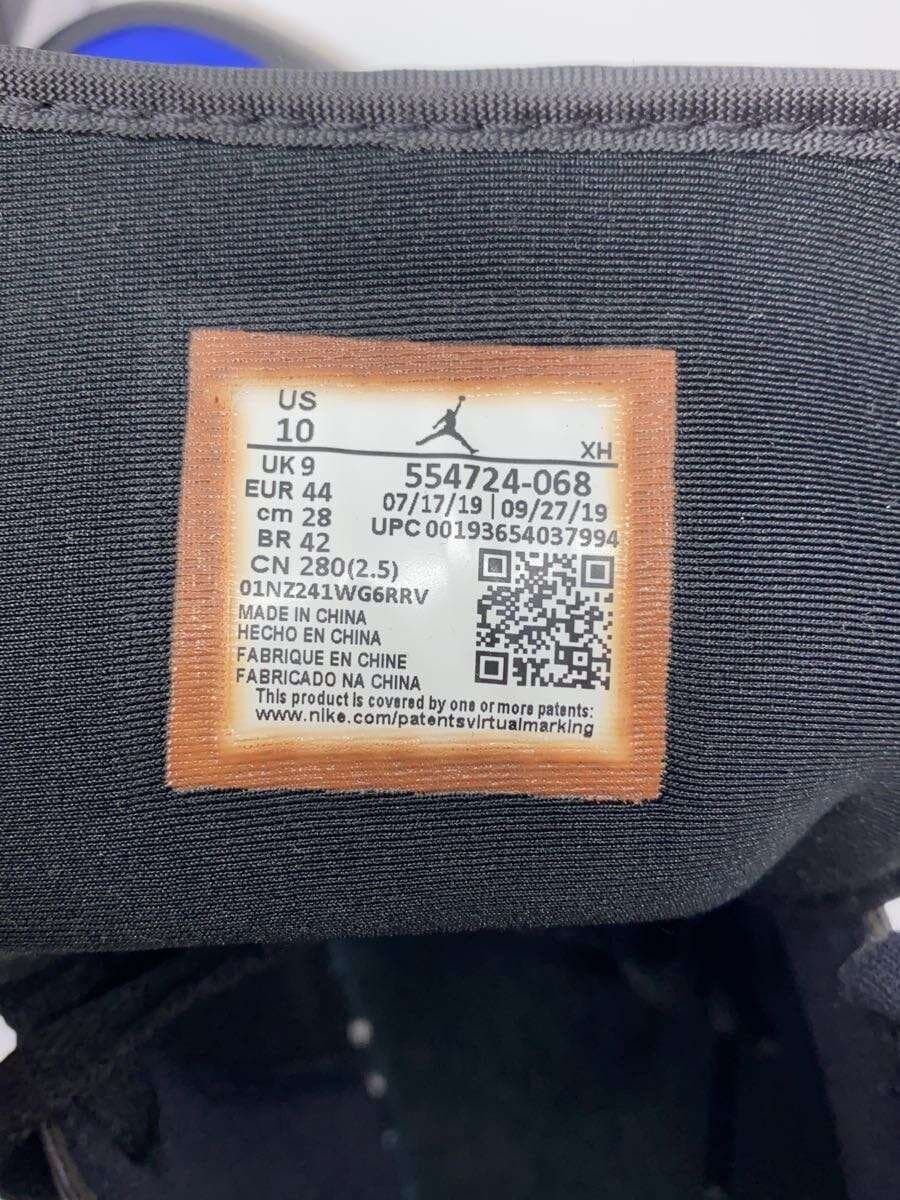 US
10
XH
UK 9
EUR 44
cm 28
BR 42
CN 280(2.5)
554724-068
07/17/19 | 09/27/19
UPC 00193654037994
01NZ241WG6RRV
MADE IN CHINA
HECHO EN CHINA
FABRIQUE EN CHINE
FABRICADO NA CHINA
This product is covered by one or more patents:
www.nike.com/patentsvirtualmarking